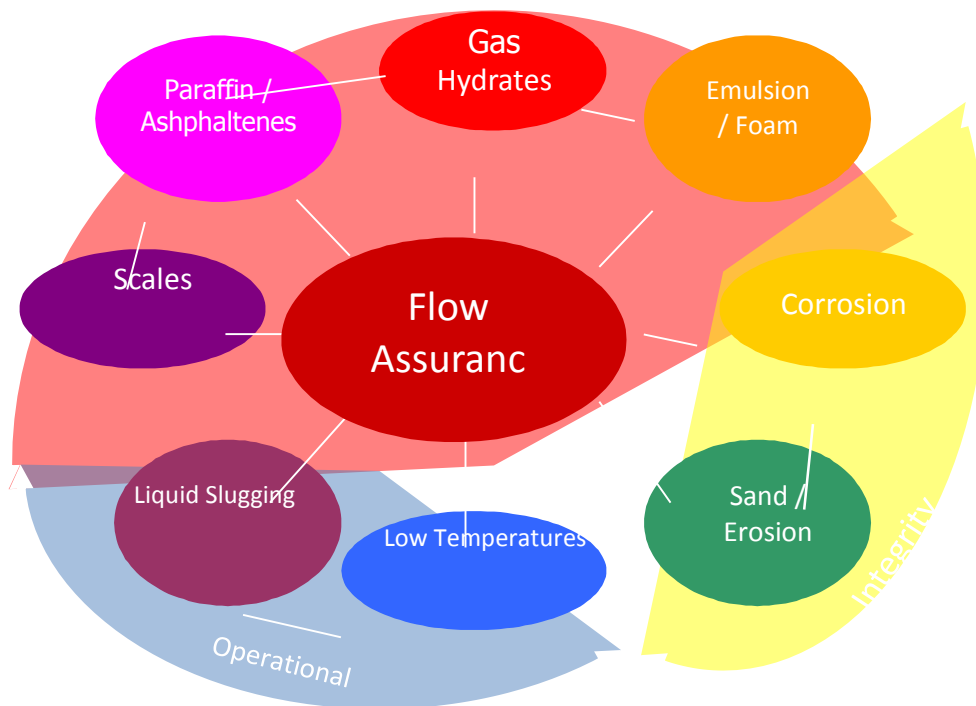 Gas
Hydrates
Paraffin /
Ashphaltenes
Emulsion
/ Foam
Scales
Flow
Assuranc
Corrosion
Liquid Slugging
Low Temperatures
Sand /
Erosion
Integrity
Operational